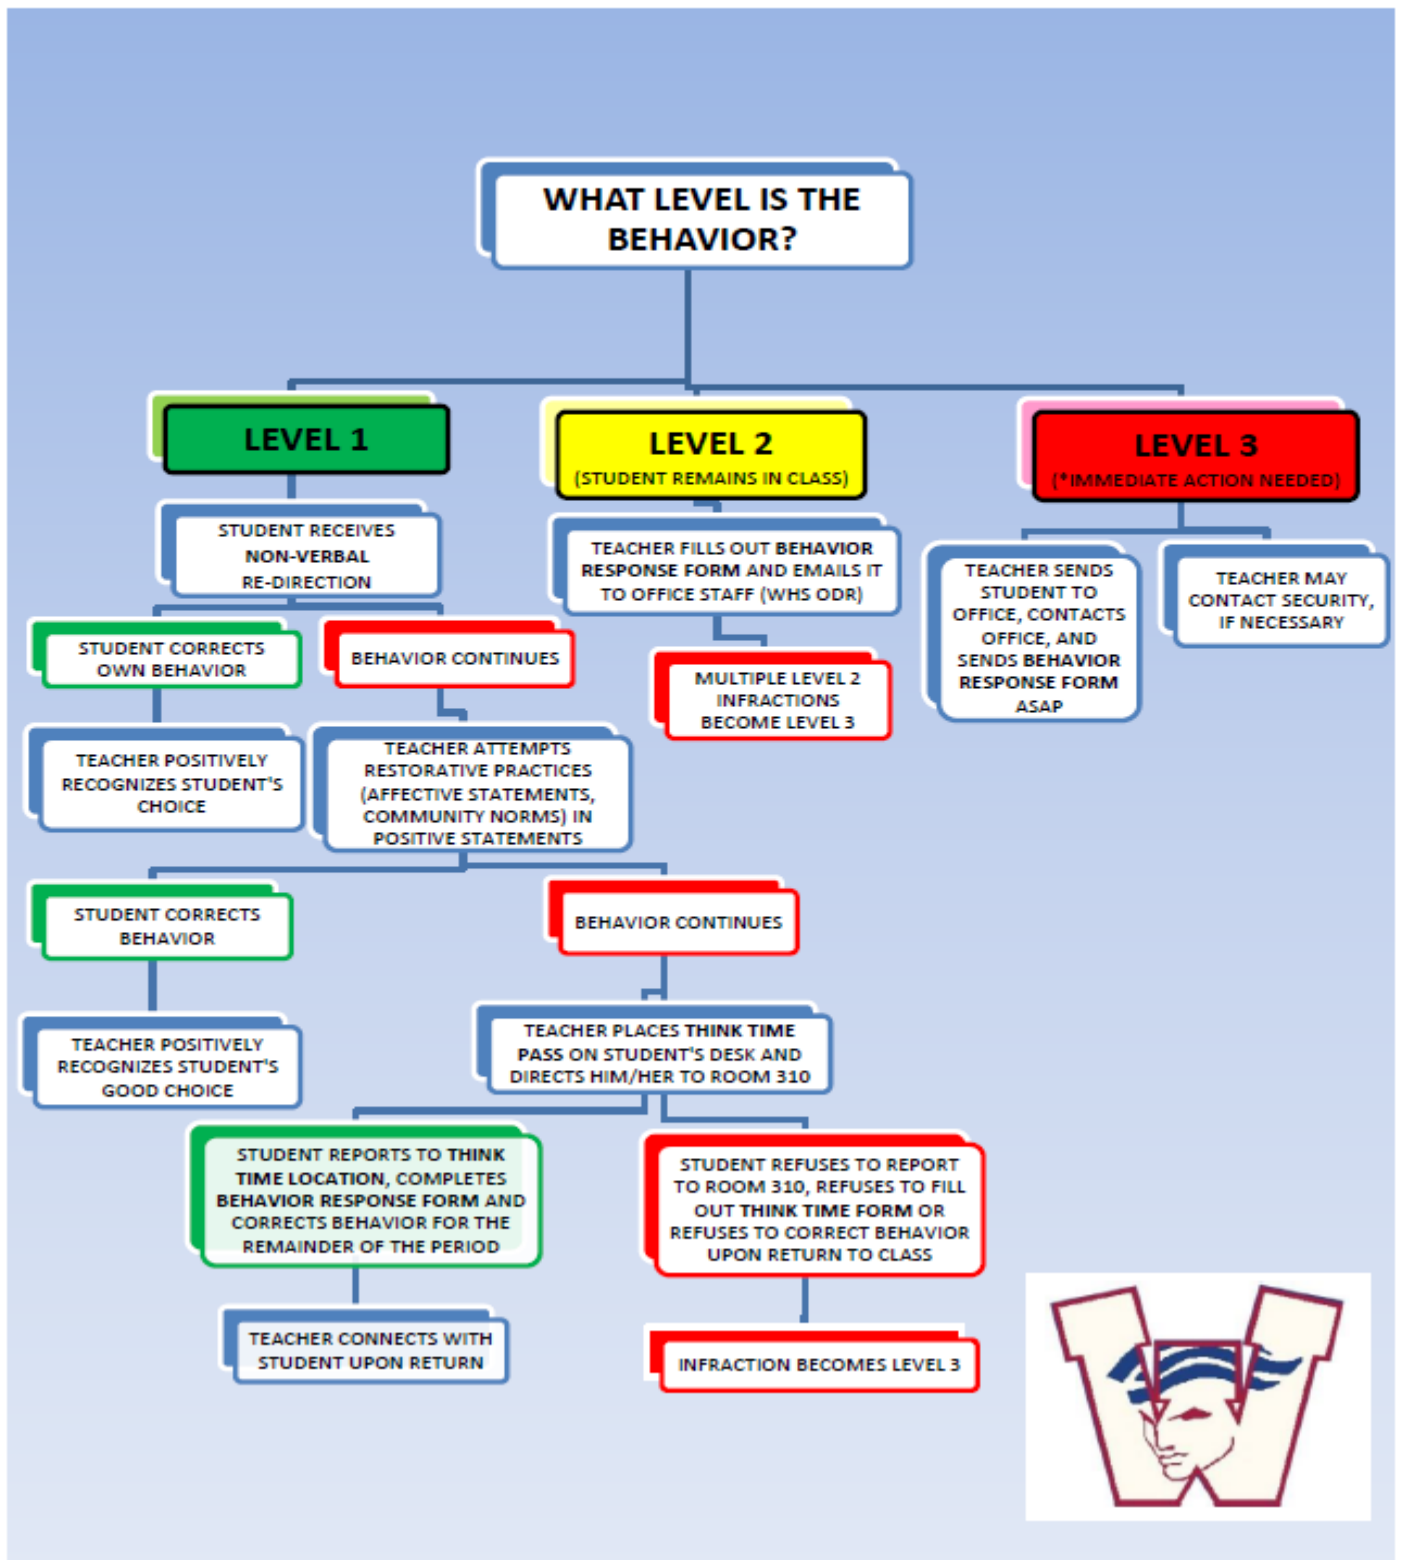 WHAT LEVEL IS THE
BEHAVIOR?
LEVEL 1
STUDENT RECEIVES
NON-VERBAL
RE-DIRECTION
STUDENT CORRECTS
OWN BEHAVIOR
BEHAVIOR CONTINUES
TEACHER POSITIVELY
RECOGNIZES STUDENT'S
CHOICE
TEACHER ATTEMPTS
RESTORATIVE PRACTICES
(AFFECTIVE STATEMENTS,
COMMUNITY NORMS) IN
POSITIVE STATEMENTS
STUDENT CORRECTS
BEHAVIOR
BEHAVIOR CONTINUES
TEACHER POSITIVELY
RECOGNIZES STUDENT'S
GOOD CHOICE
TEACHER PLACES THINK TIME
PASS ON STUDENT'S DESK AND
DIRECTS HIM/HER TO ROOM 310
STUDENT REPORTS TO THINK
TIME LOCATION, COMPLETES
BEHAVIOR RESPONSE FORM AND
CORRECTS BEHAVIOR FOR THE
REMAINDER OF THE PERIOD
STUDENT REFUSES TO REPORT
TO ROOM 310, REFUSES TO FILL
OUT THINK TIME FORM OR
REFUSES TO CORRECT BEHAVIOR
UPON RETURN TO CLASS
TEACHER CONNECTS WITH
STUDENT UPON RETURN
INFRACTION BECOMES LEVEL 3
LEVEL 2
(STUDENT REMAINS IN CLASS)
TEACHER FILLS OUT BEHAVIOR
RESPONSE FORM AND EMAILS IT
TO OFFICE STAFF (WHS ODR)
MULTIPLE LEVEL 2
INFRACTIONS
BECOME LEVEL 3
LEVEL 3
(*IMMEDIATE ACTION NEEDED)
TEACHER SENDS
STUDENT TO
OFFICE, CONTACTS
OFFICE, AND
SENDS BEHAVIOR
RESPONSE FORM
ASAP
TEACHER MAY
CONTACT SECURITY,
IF NECESSARY
W